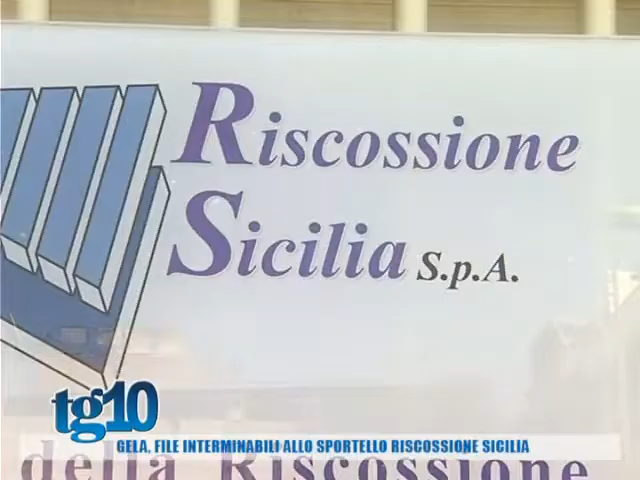 Riscossione
Sicilia S.p.A.
tg10
GELA, FILE INTERMINABILI ALLO SPORTELLO RISCOSSIONE SICILIA
della Riscossione